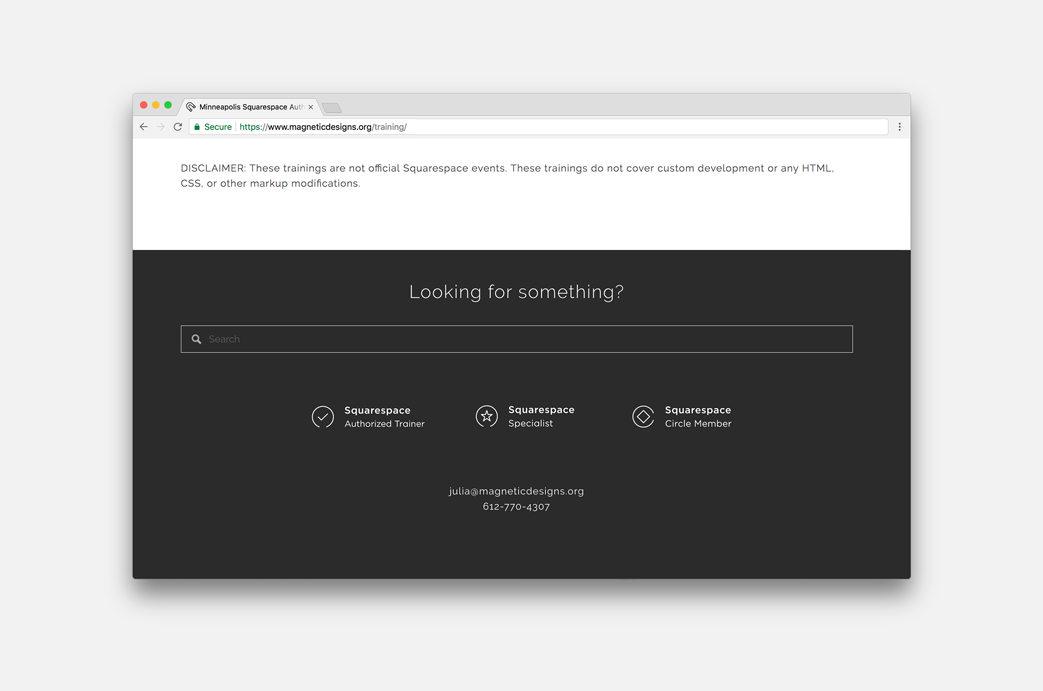 Minneapolis Squarespace Auth
Secure
https://www.magneticdesigns.org/training/
DISCLAIMER: These trainings are not official Squarespace events. These trainings do not cover custom development or any HTML,
CSS, or other markup modifications.
Looking for something?
Search
Squarespace
Authorized Trainer
Squarespace
Specialist
Squarespace
Circle Member
julia@magneticdesigns.org
612-770-4307